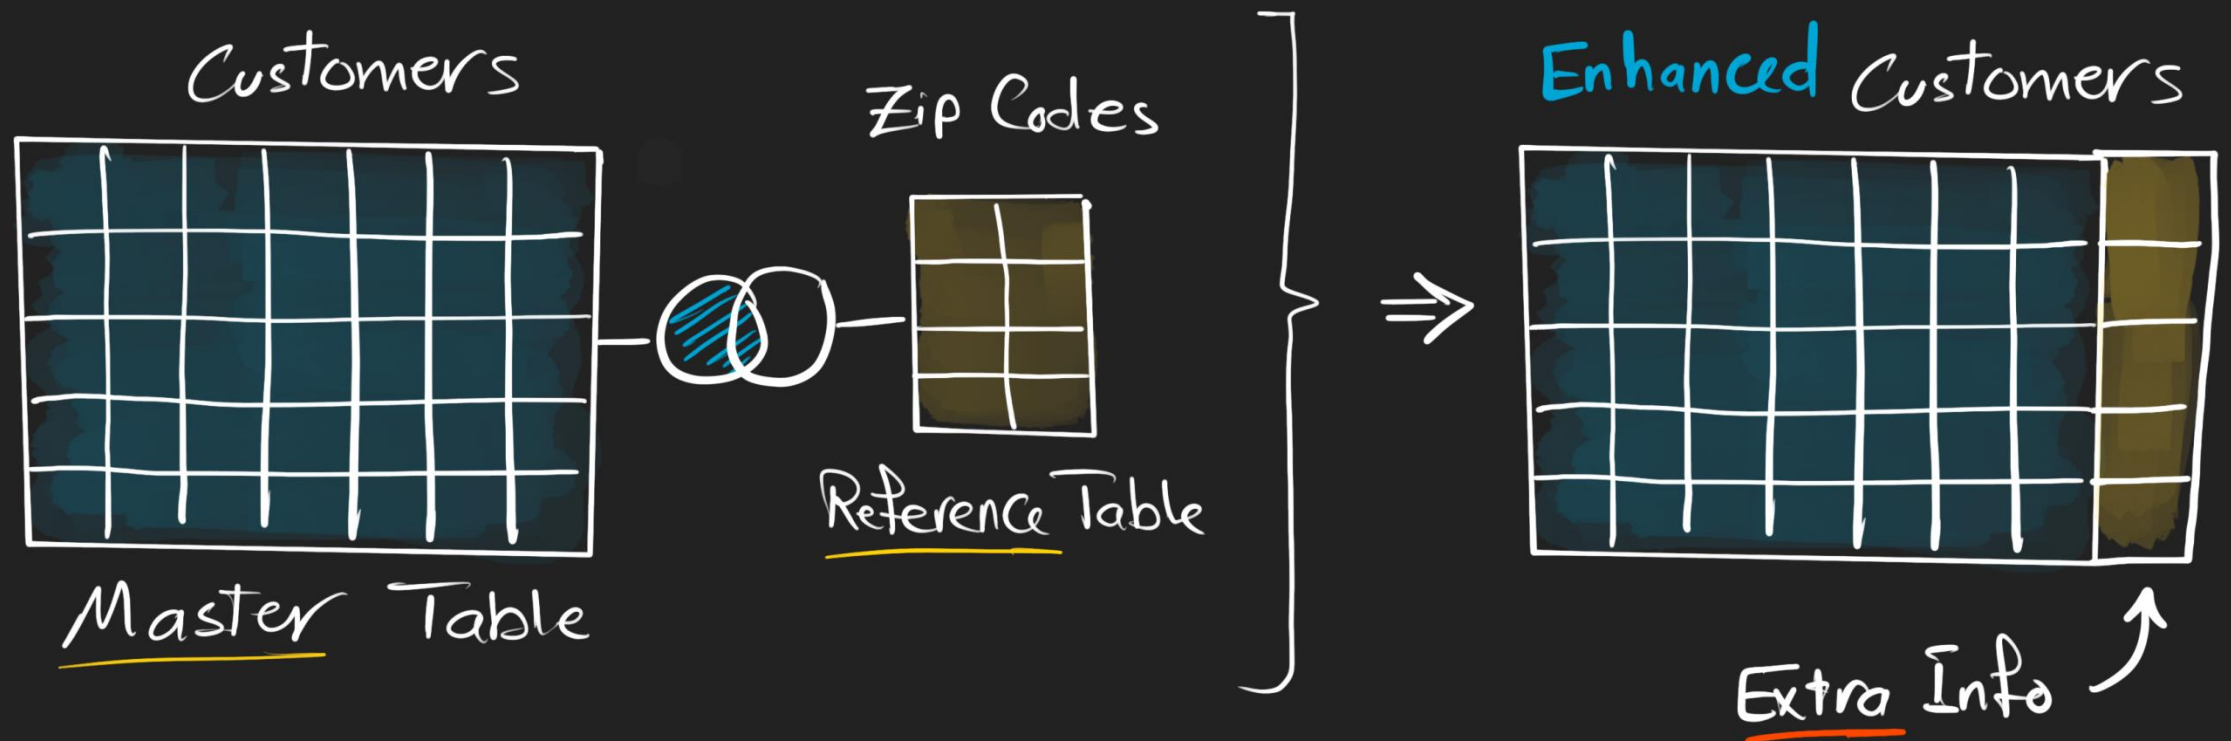 Customers
Master Table
Zip Codes
Reference Table
Enhanced Customers
Extra Info